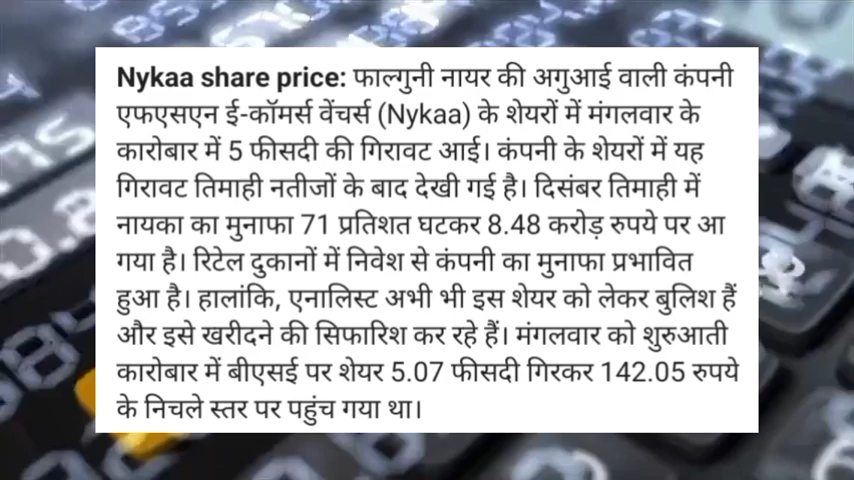 Nykaa share price: फाल्गुनी नायर की अगुआई वाली कंपनी
एफएसएन ई-कॉमर्स वेंचर्स (Nykaa) के शेयरों में मंगलवार के
कारोबार में 5 फीसदी की गिरावट आई। कंपनी के शेयरों में यह
गिरावट तिमाही नतीजों के बाद देखी गई है। दिसंबर तिमाही में
नायका का मुनाफा 71 प्रतिशत घटकर 8.48 करोड़ रुपये पर आ
गया है। रिटेल दुकानों में निवेश से कंपनी का मुनाफा प्रभावित
हुआ है। हालांकि, एनालिस्ट अभी भी इस शेयर को लेकर बुलिश हैं
और इसे खरीदने की सिफारिश कर रहे हैं। मंगलवार को शुरुआती
कारोबार में बीएसई पर शेयर 5.07 फीसदी गिरकर 142.05 रुपये
के निचले स्तर पर पहुंच गया था।